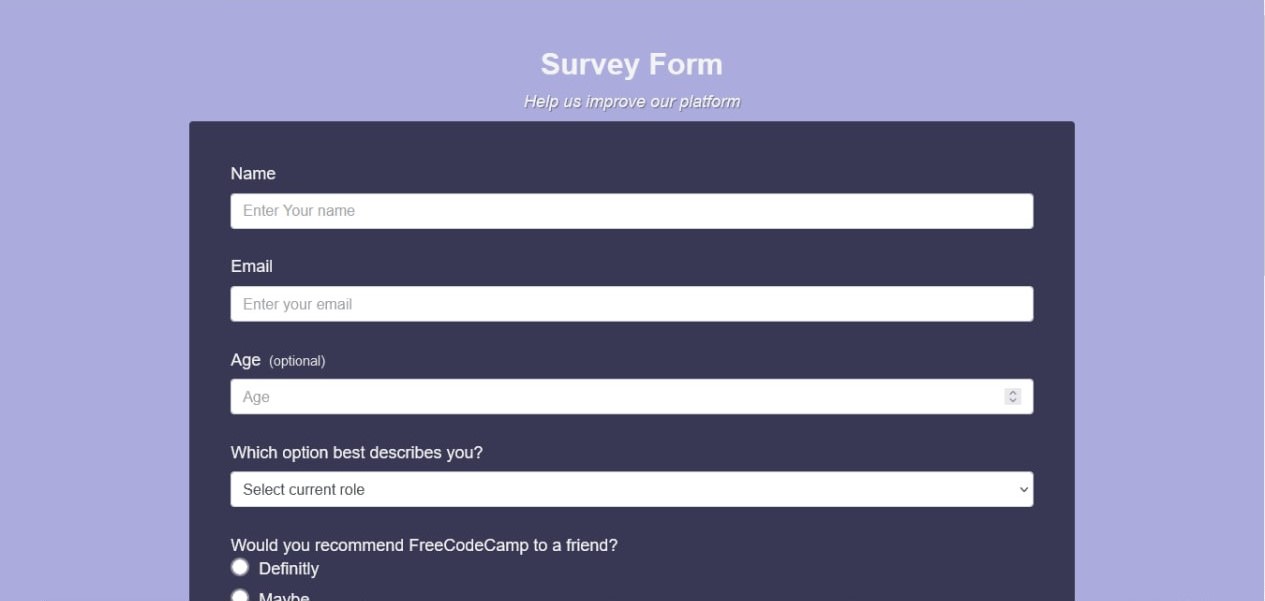 Survey Form
Help us improve our platform
Name
Enter Your name
Email
Enter your email
Age (optional)
Age
Which option best describes you?
Select current role
Would you recommend FreeCodeCamp to a friend?
Definitly
Maybe